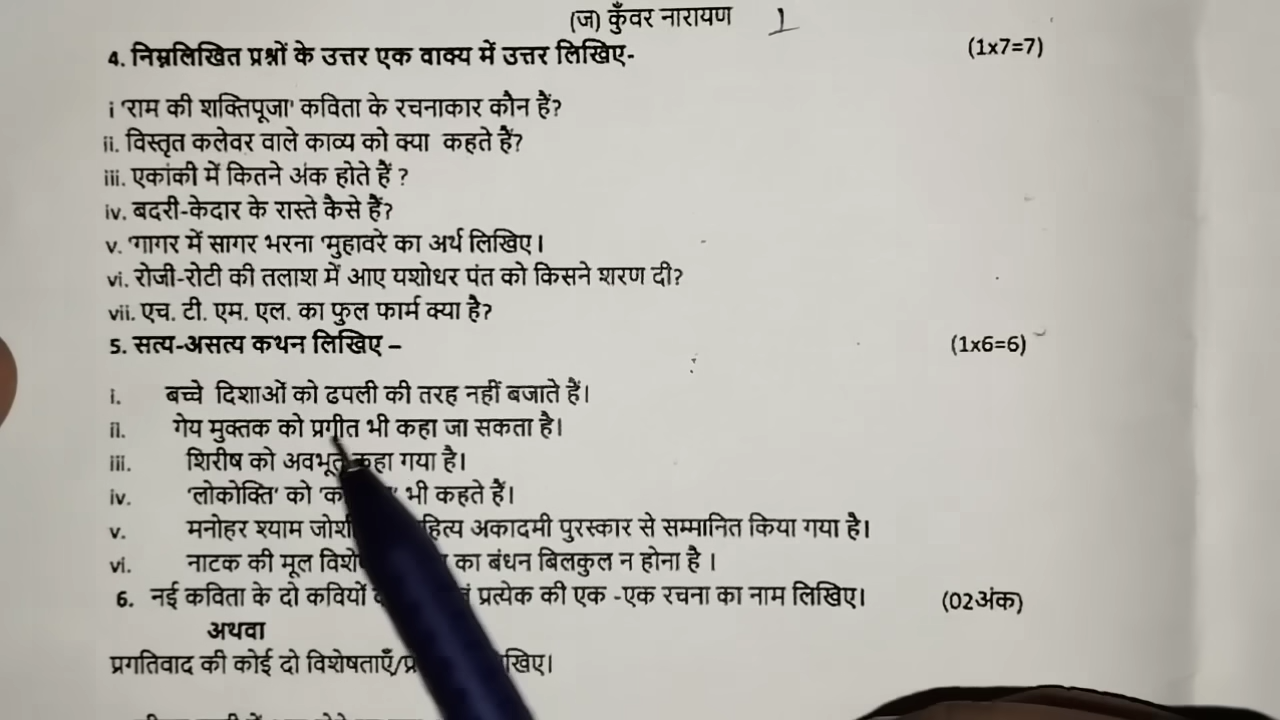 (ज) कुँवर नारायण 1
4. निम्नलिखित प्रश्नों के उत्तर एक वाक्य में उत्तर लिखिए- (1x7=7)
i 'राम की शक्तिपूजा' कविता के रचनाकार कौन हैं?
ii. विस्तृत कलेवर वाले काव्य को क्या कहते हैं?
iii. एकांकी में कितने अंक होते हैं ?
iv. बदरी-केदार के रास्ते कैसे हैं?
v. 'गागर में सागर भरना 'मुहावरे का अर्थ लिखिए।
vi. रोजी-रोटी की तलाश में आए यशोधर पंत को किसने शरण दी?
vii. एच. टी. एम. एल. का फुल फार्म क्या है?
5. सत्य-असत्य कथन लिखिए – (1x6=6)
i. बच्चे दिशाओं को ढपली की तरह नहीं बजाते हैं।
ii. गेय मुक्तक को प्रगीत भी कहा जा सकता है।
iii. शिरीष को अवभूत कहा गया है।
iv. 'लोकोक्ति' को भी कहते हैं।
v. मनोहर श्याम अकादमी पुरस्कार से सम्मानित किया गया है।
vi. नाटक की मूल का बंधन बिलकुल न होना है ।
6. नई कविता के दो कवियों प्रत्येक की एक -एक रचना का नाम लिखिए। (02अंक)
अथवा
प्रगतिवाद की कोई दो विशेषताएँ/